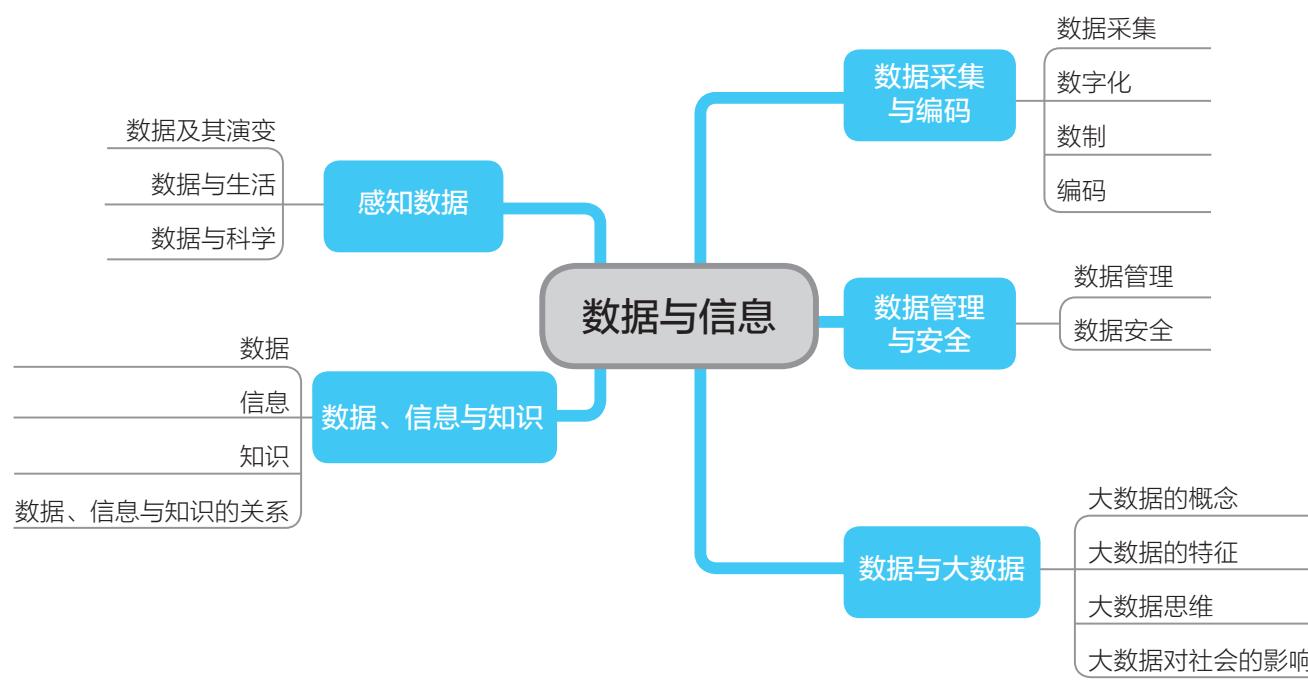 数据与信息
感知数据
数据及其演变
数据与生活
数据与科学
数据、信息与知识
数据
信息
知识
数据、信息与知识的关系
数据采集
与编码
数据采集
数字化
数制
编码
数据管理
与安全
数据管理
数据安全
数据与大数据
大数据的概念
大数据的特征
大数据思维
大数据对社会的影响